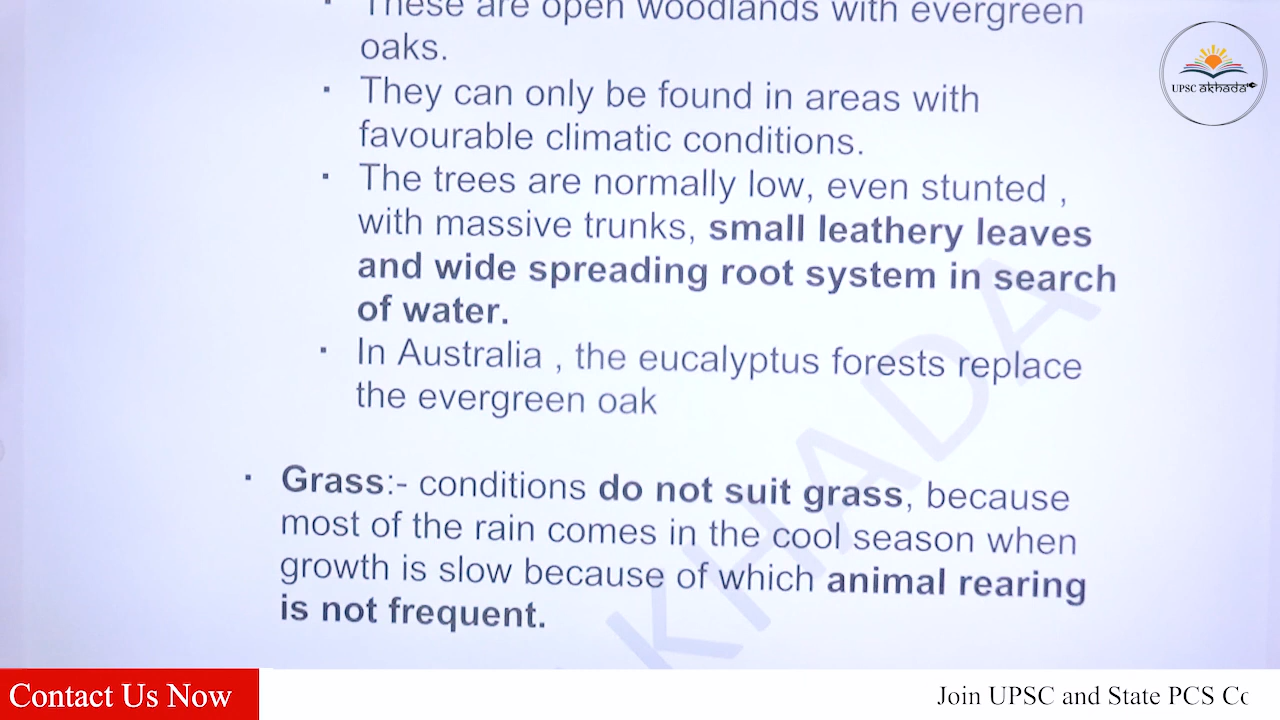 These are open woodlands with evergreen
oaks.
They can only be found in areas with
favourable climatic conditions.
The trees are normally low, even stunted ,
with massive trunks, small leathery leaves
and wide spreading root system in search
of water.
In Australia , the eucalyptus forests replace
the evergreen oak
Grass:- conditions do not suit grass, because
most of the rain comes in the cool season when
growth is slow because of which animal rearing
is not frequent.
UPSC akhada
KHADA
Contact Us Now
Join UPSC and State PCS Co